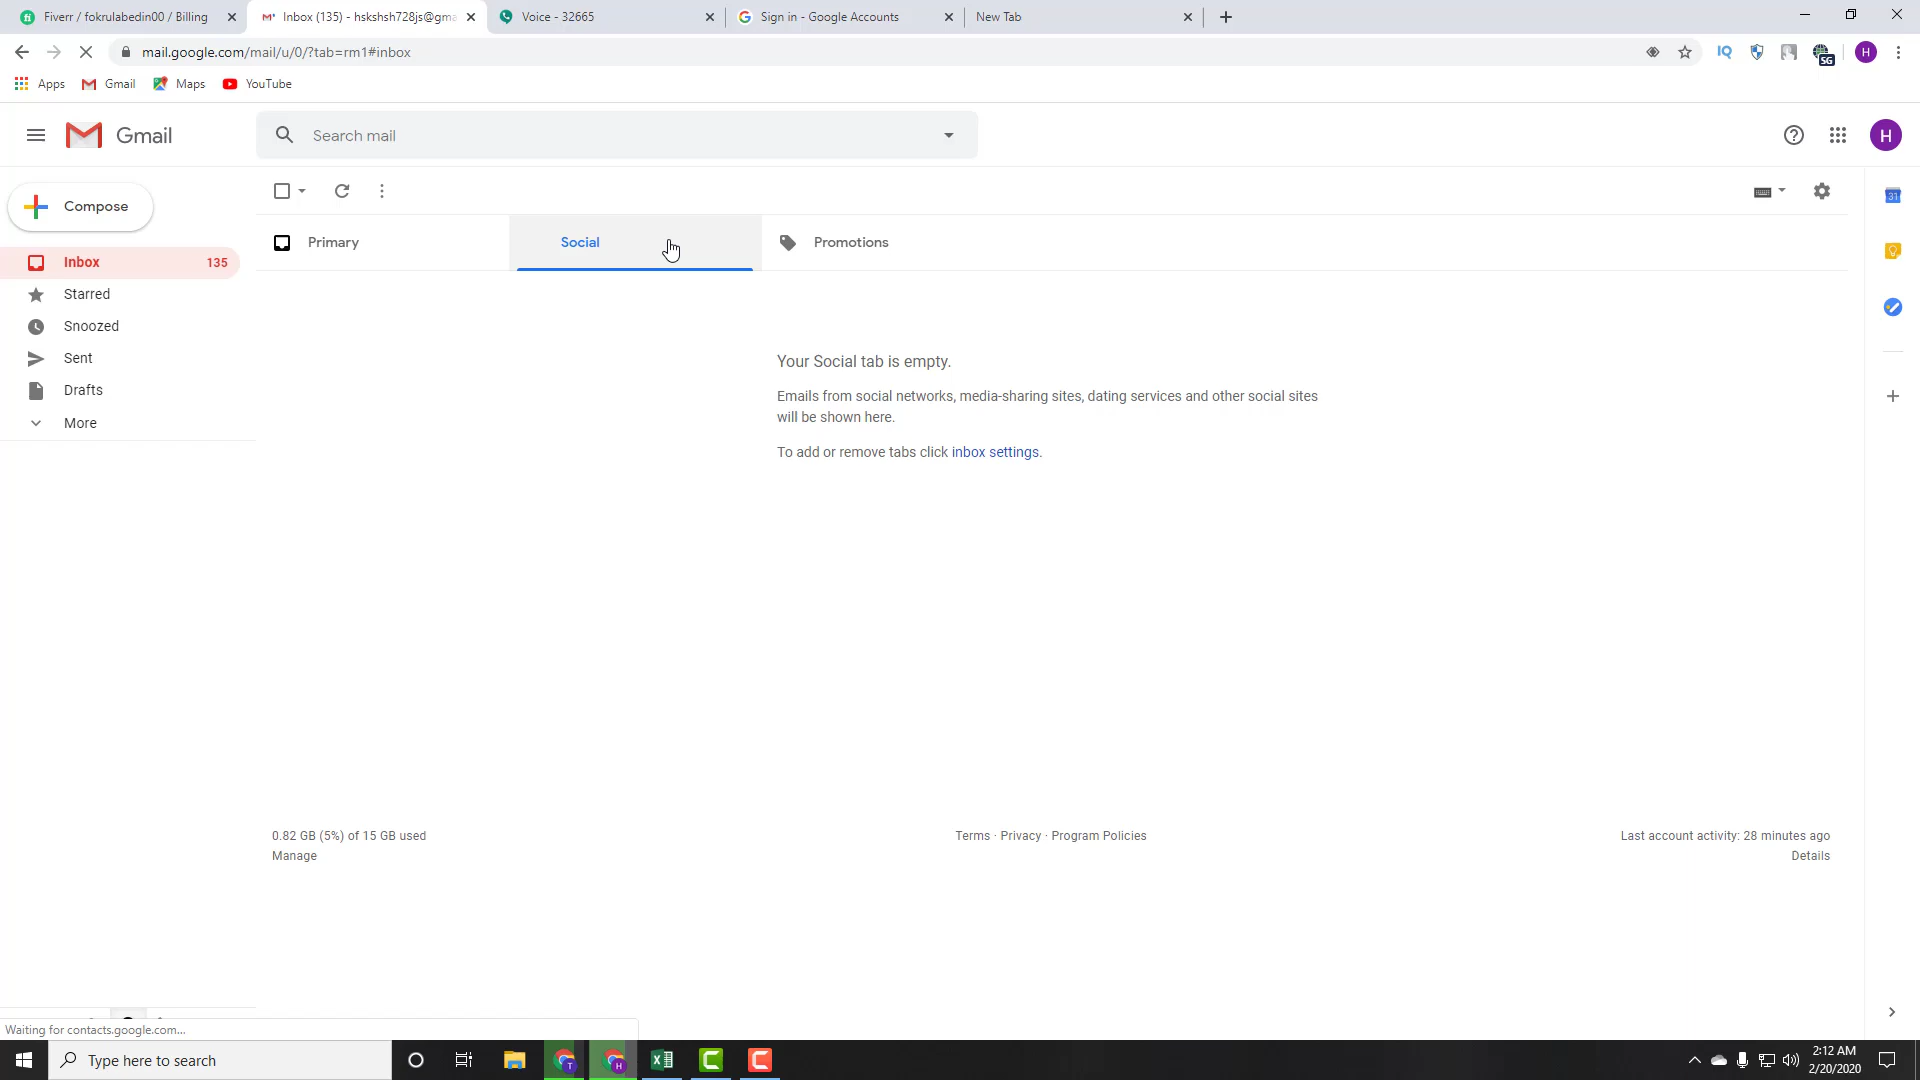 Fiverr / fokrulabedin00 / Billing
Inbox (135) - hskshsh728js@gma
Voice - 32665
Sign in - Google Accounts
New Tab
mail.google.com/mail/u/0/?tab=rm1#inbox
IQ
SG
H
Apps
Gmail
Maps
YouTube
Gmail
Search mail
H
Compose
31
Primary
Social
Promotions
Inbox
135
Starred
Snoozed
Sent
Drafts
More
Your Social tab is empty.
Emails from social networks, media-sharing sites, dating services and other social sites
will be shown here.
To add or remove tabs click inbox settings.
0.82 GB (5%) of 15 GB used
Manage
Terms · Privacy · Program Policies
Last account activity: 28 minutes ago
Details
Waiting for contacts.google.com...
Type here to search
T
H
2:12 AM
2/20/2020